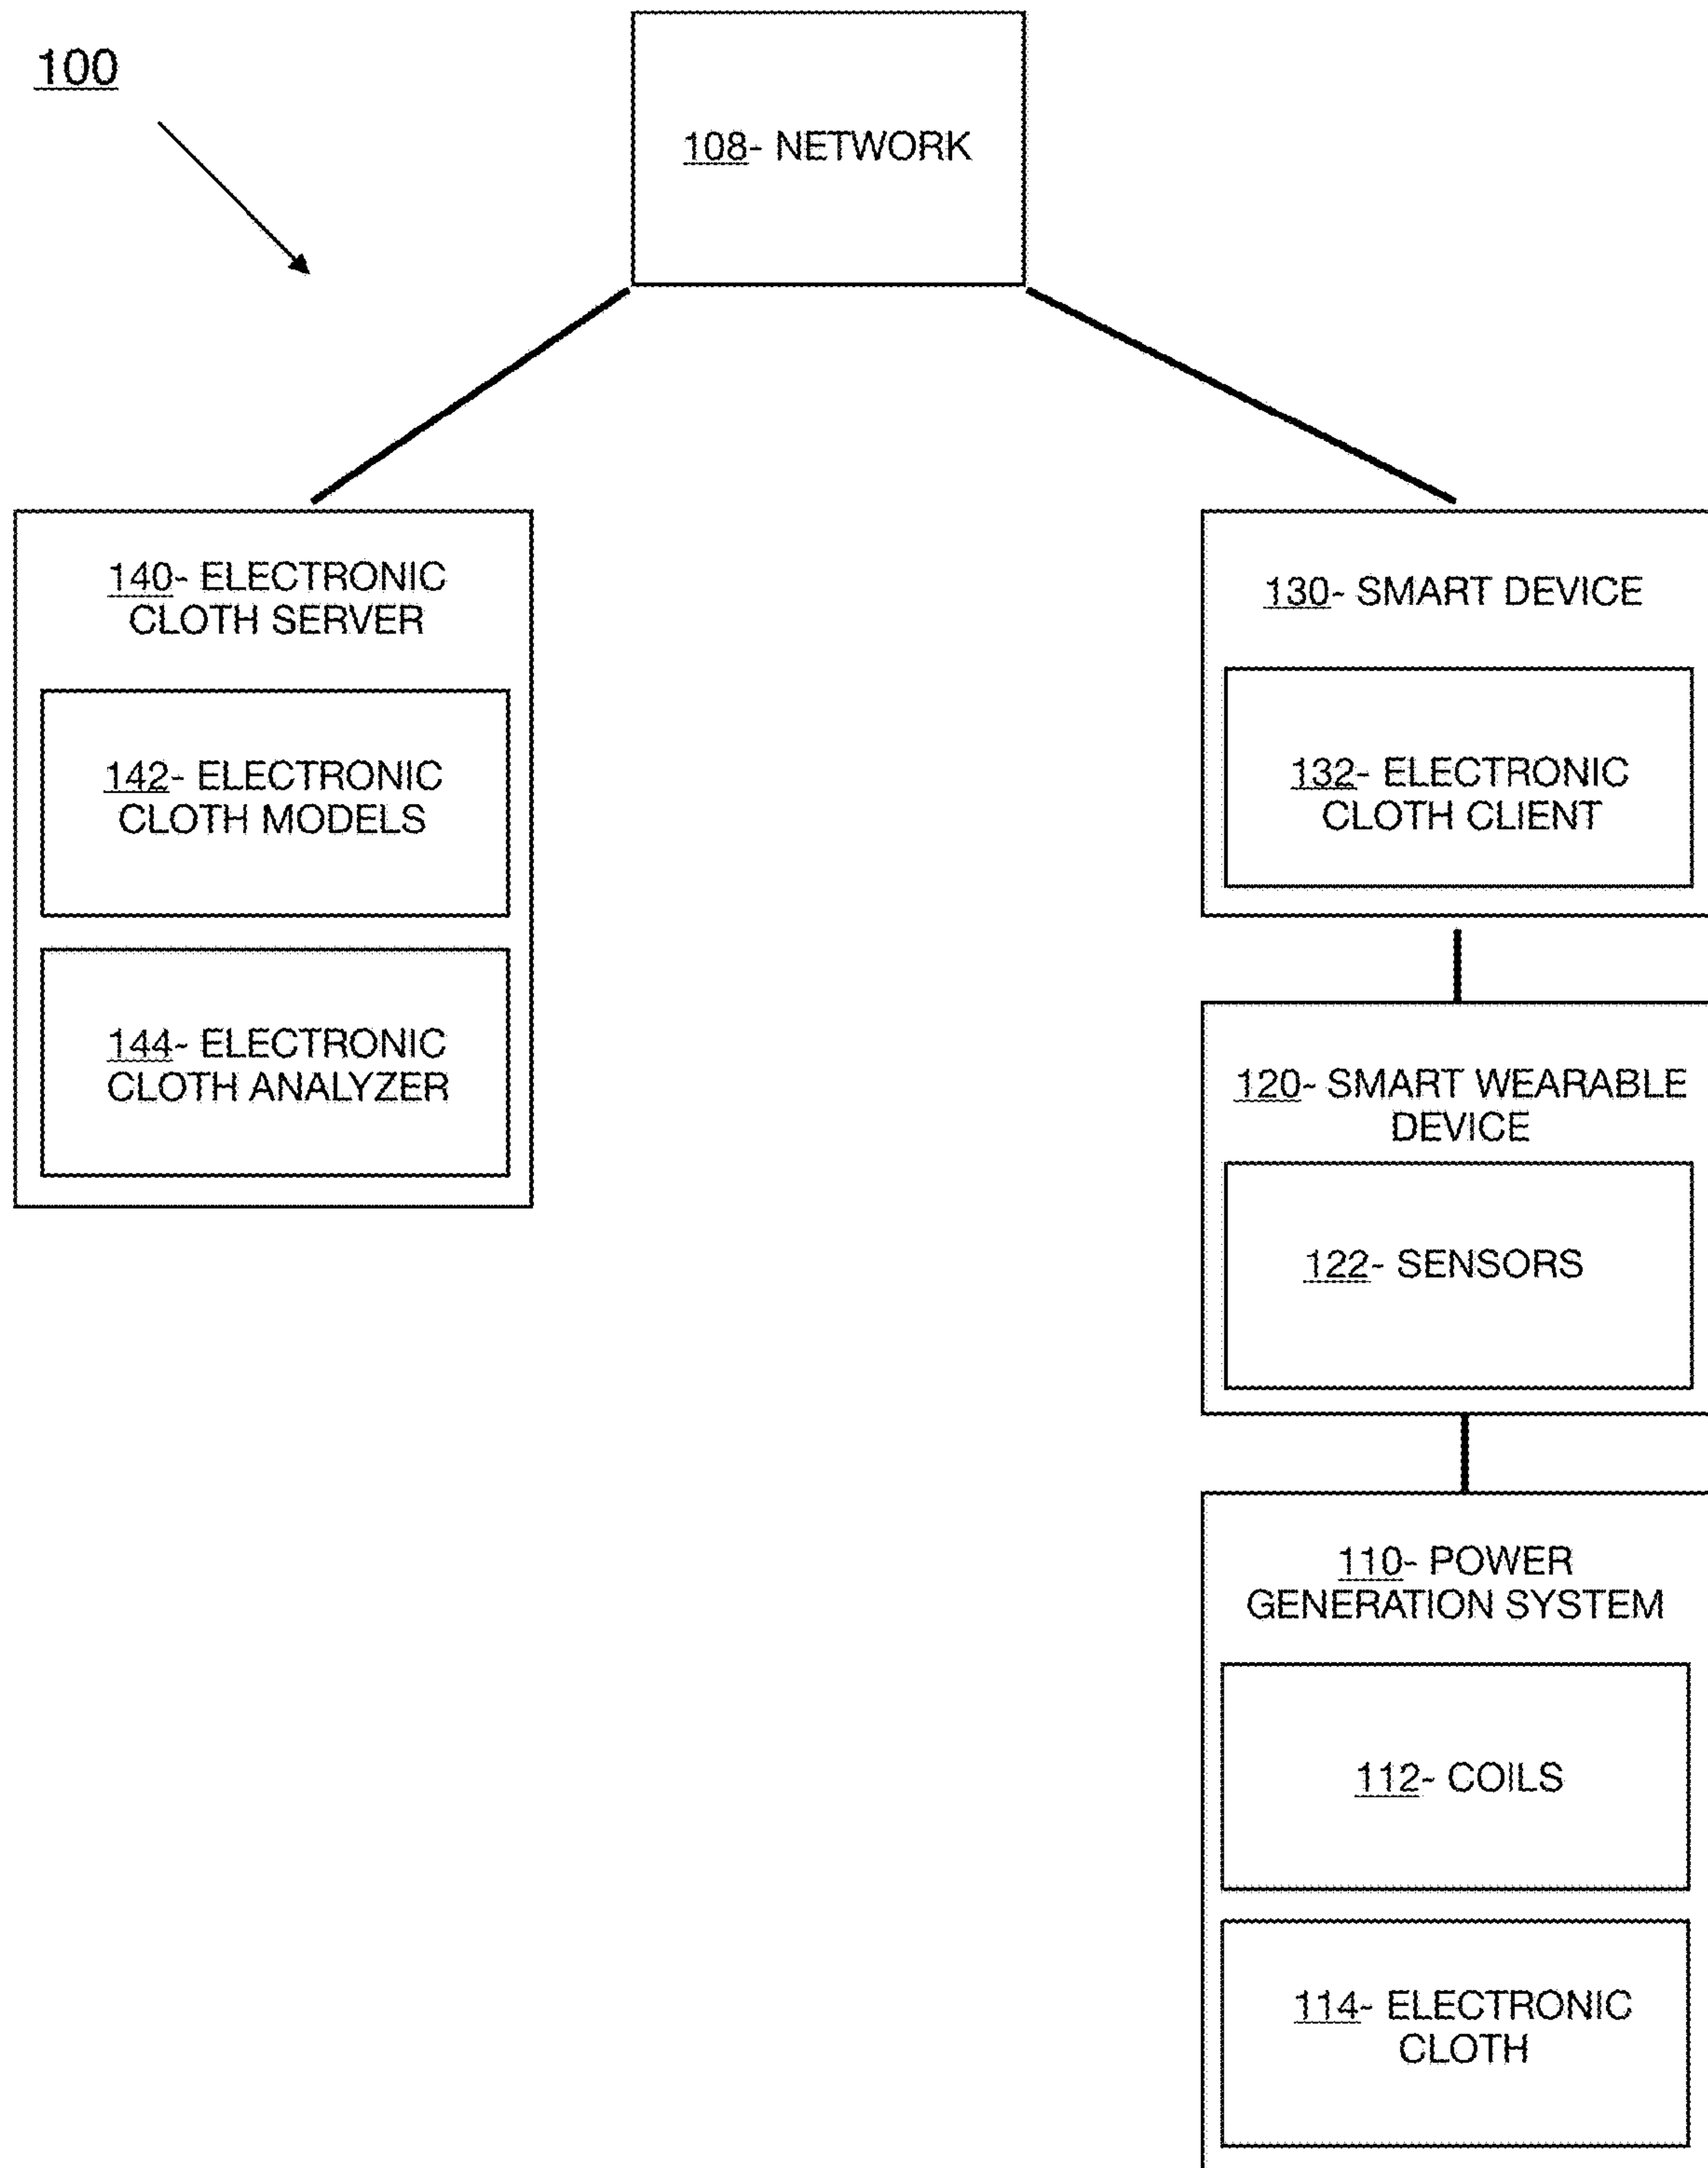 100
108- NETWORK
140- ELECTRONIC
CLOTH SERVER
142- ELECTRONIC
CLOTH MODELS
144- ELECTRONIC
CLOTH ANALYZER
130- SMART DEVICE
132- ELECTRONIC
CLOTH CLIENT
120- SMART WEARABLE
DEVICE
122- SENSORS
110- POWER
GENERATION SYSTEM
112- COILS
114- ELECTRONIC
CLOTH